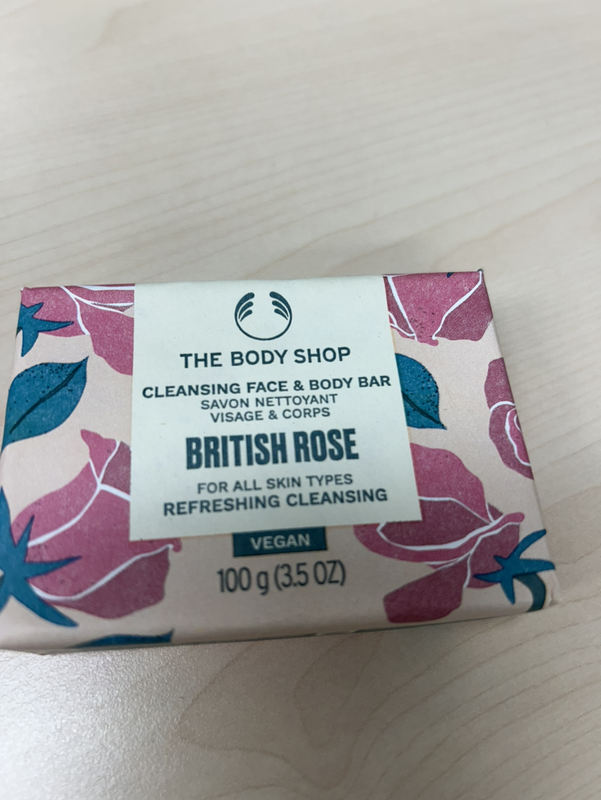 THE BODY SHOP
CLEANSING FACE & BODY BAR
SAVON NETTOYANT
VISAGE & CORPS
BRITISH ROSE
FOR ALL SKIN TYPES
REFRESHING CLEANSING
VEGAN
100 g (3.5 OZ)